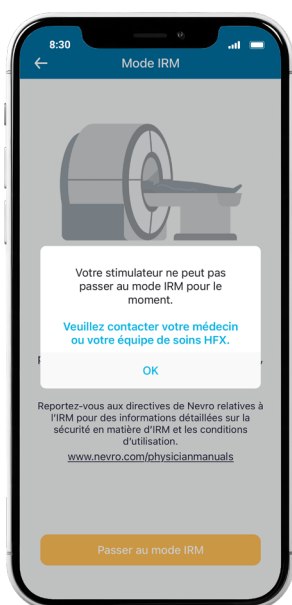 8:30
Mode IRM
Votre stimulateur ne peut pas
passer au mode IRM pour le
moment.
Veuillez contacter votre médecin
ou votre équipe de soins HFX.
OK
Reportez-vous aux directives de Nevro relatives à
l'IRM pour des informations détaillées sur la
sécurité en matière d'IRM et les conditions
d'utilisation.
www.nevro.com/physicianmanuals
Passer au mode IRM